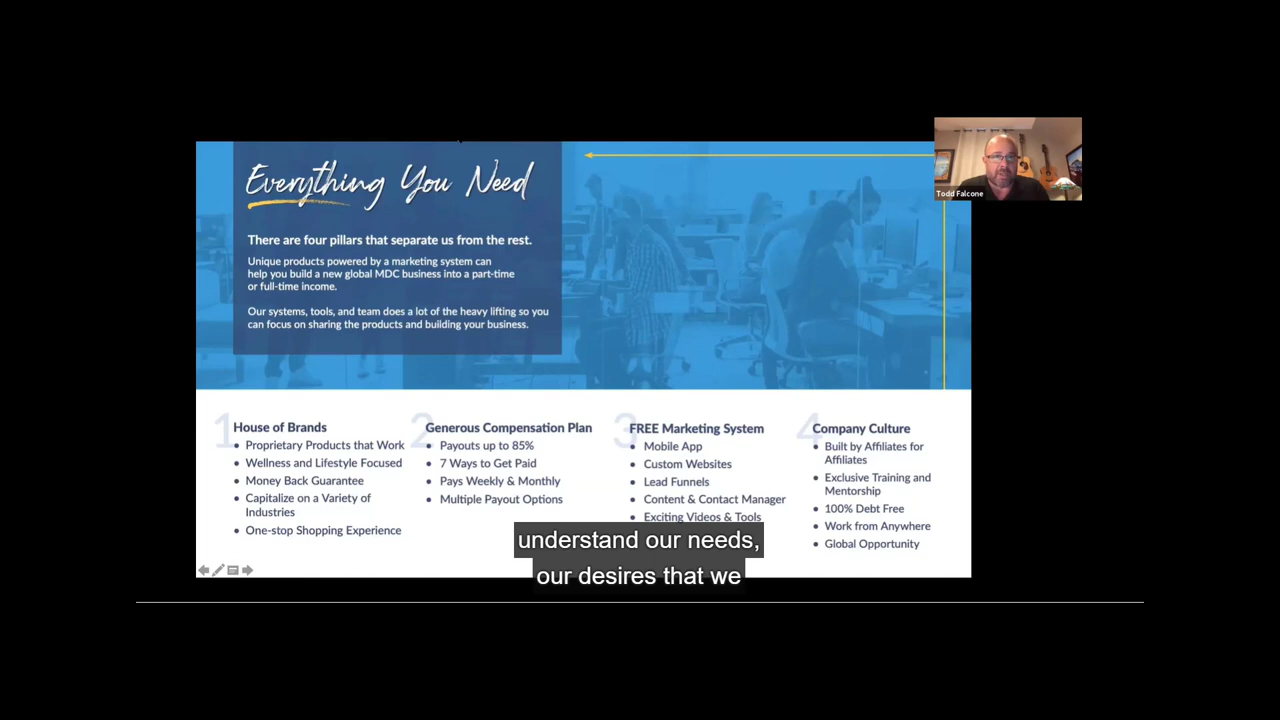 Everything You Need
There are four pillars that separate us from the rest.
Unique products powered by a marketing system can
help you build a new global MDC business into a part-time
or full-time income.
Our systems, tools, and team does a lot of the heavy lifting so you
can focus on sharing the products and building your business.
Todd Falcone
1
House of Brands
• Proprietary Products that Work
• Wellness and Lifestyle Focused
• Money Back Guarantee
• Capitalize on a Variety of
Industries
• One-stop Shopping Experience
2
Generous Compensation Plan
• Payouts up to 85%
• 7 Ways to Get Paid
• Pays Weekly & Monthly
• Multiple Payout Options
3
FREE Marketing System
• Mobile App
• Custom Websites
• Lead Funnels
• Content & Contact Manager
• Exciting Videos & Tools
4
Company Culture
• Built by Affiliates for
Affiliates
• Exclusive Training and
Mentorship
• 100% Debt Free
• Work from Anywhere
• Global Opportunity
understand our needs,
our desires that we